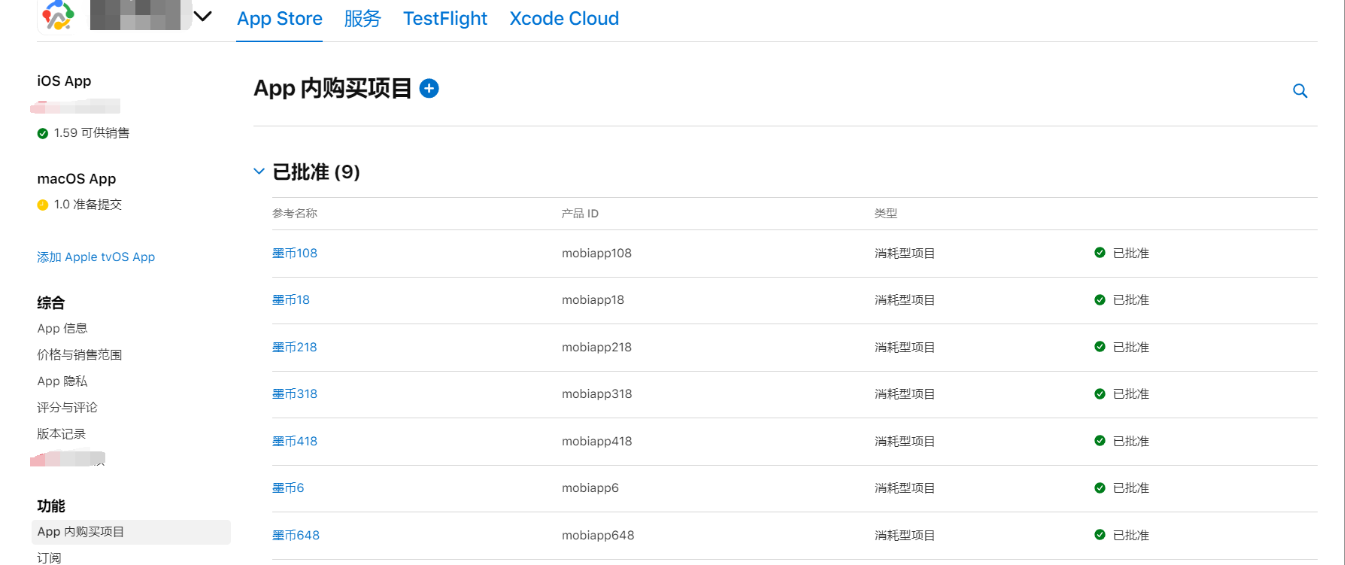 App Store 服务 TestFlight Xcode Cloud
iOS App
1.59 可供销售
macOS App
1.0 准备提交
添加 Apple tvOS App
综合
App 信息
价格与销售范围
App 隐私
评分与评论
版本记录
功能
App 内购买项目
订阅
App 内购买项目
已批准 (9)
参考名称 产品 ID 类型
墨币108 mobiapp108 消耗型项目 已批准
墨币18 mobiapp18 消耗型项目 已批准
墨币218 mobiapp218 消耗型项目 已批准
墨币318 mobiapp318 消耗型项目 已批准
墨币418 mobiapp418 消耗型项目 已批准
墨币6 mobiapp6 消耗型项目 已批准
墨币648 mobiapp648 消耗型项目 已批准